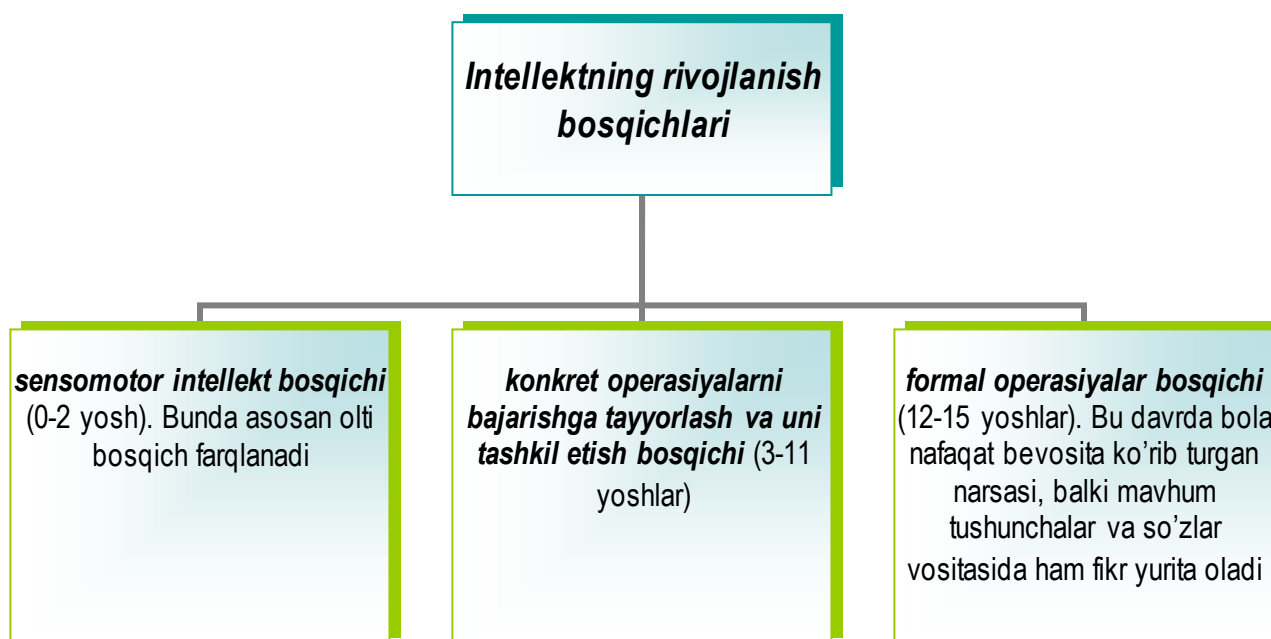 Intellektning rivojlanish
bosqichlari
sensomotor intellekt bosqichi
(0-2 yosh). Bunda asosan olti
bosqich farqlanadi
konkret operasiyalarni
bajarishga tayyorlash va uni
tashkil etish bosqichi (3-11
yoshlar)
formal operasiyalar bosqichi
(12-15 yoshlar). Bu davrda bola
nafaqat bevosita ko’rib turgan
narsasi, balki mavhum
tushunchalar va so’zlar
vositasida ham fikr yurita oladi